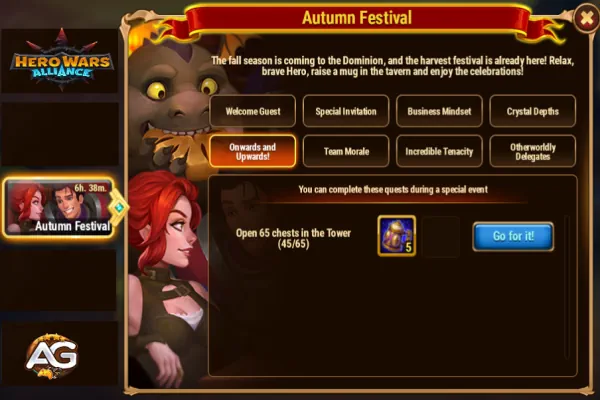 Autumn Festival
HERO WARS
ALLIANCE
The fall season is coming to the Dominion, and the harvest festival is already here! Relax,
brave Hero, raise a mug in the tavern and enjoy the celebrations!
Welcome Guest
Special Invitation
Business Mindset
Crystal Depths
Onwards and
Upwards!
Team Morale
Incredible Tenacity
Otherworldly
Delegates
6h. 38m.
Autumn Festival
You can complete these quests during a special event
Open 65 chests in the Tower
(45/65)
5
Go for it!
AG